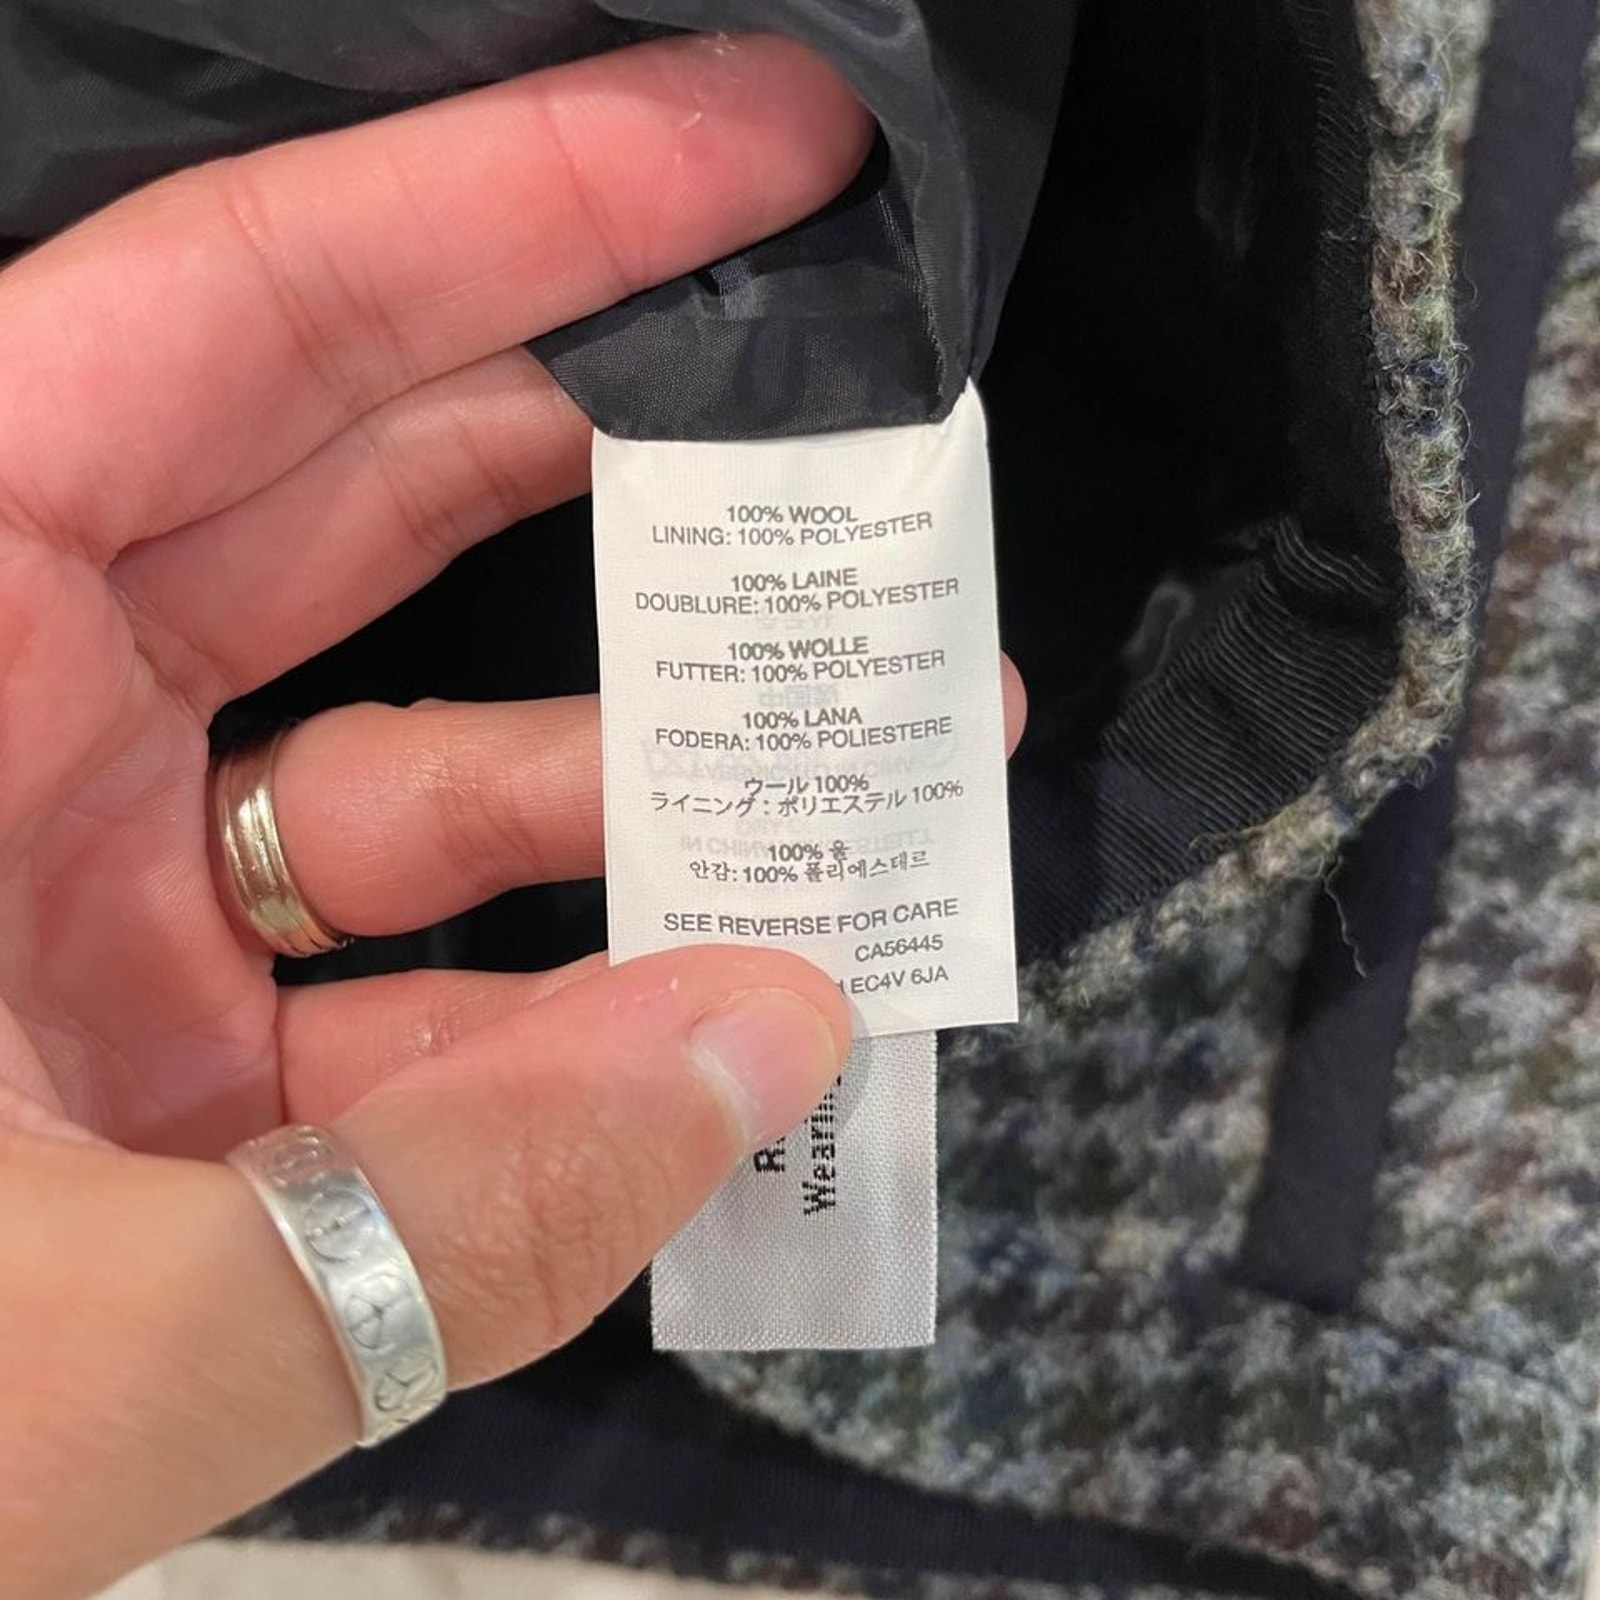 100% WOOL
LINING: 100% POLYESTER
100% LAINE
DOUBLURE: 100% POLYESTER
100% WOLLE
FUTTER: 100% POLYESTER
100% LANA
FODERA: 100% POLIESTERE
ウール 100%
ライニング : ポリエステル 100%
100% 울
안감: 100% 폴리에스테르
SEE REVERSE FOR CARE
CA56445
EC4V 6JA